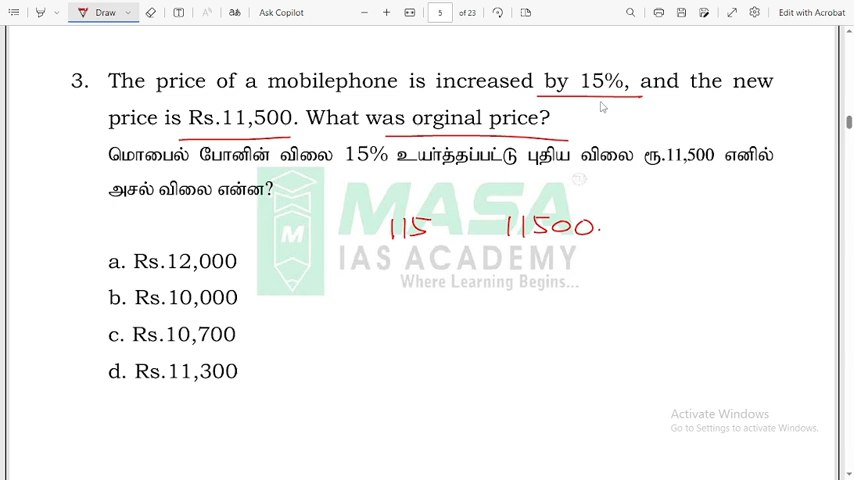 Draw
Ask Copilot
5
of 23
Edit with Acrobat
3. The price of a mobilephone is increased by 15%, and the new
price is Rs.11,500. What was orginal price?
மொபைல் போனின் விலை 15% உயர்த்தப்பட்டு புதிய விலை ரூ.11,500 எனில்
அசல் விலை என்ன?
115 11500.
MASA
IAS ACADEMY
Where Learning Begins...
M
a. Rs.12,000
b. Rs.10,000
c. Rs.10,700
d. Rs.11,300
Activate Windows
Go to Settings to activate Windows.